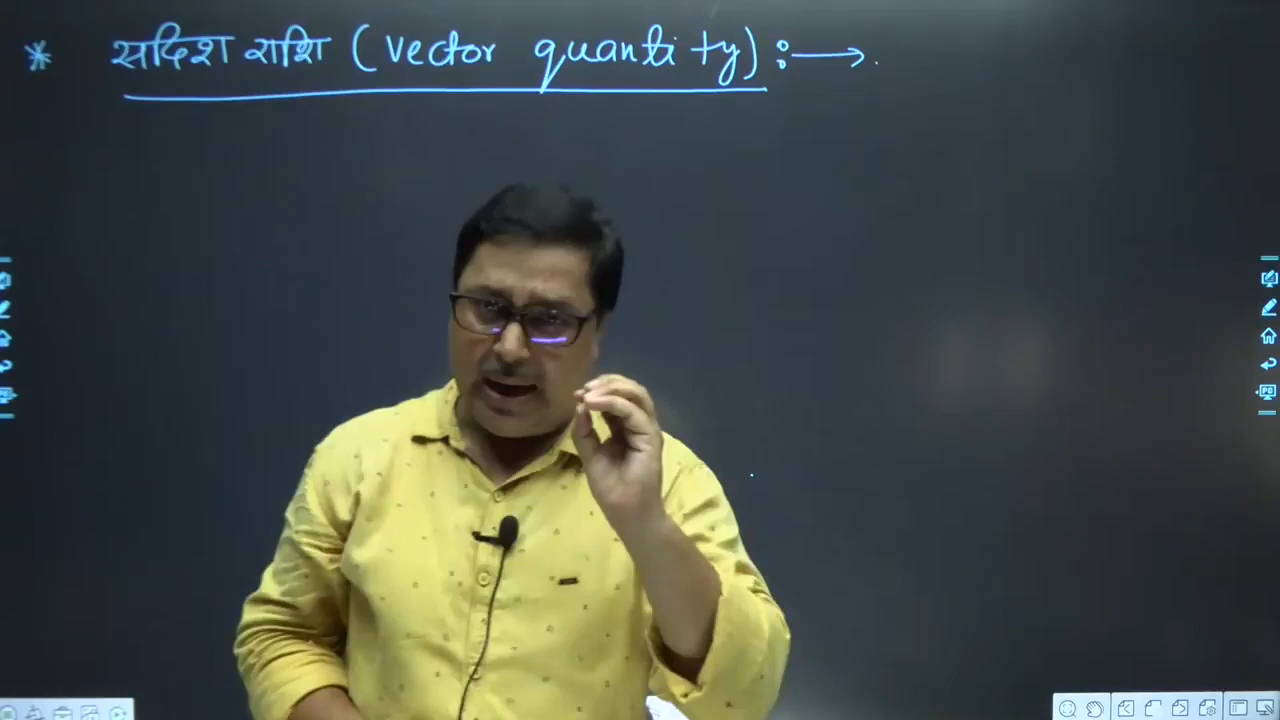 * सदिश राशि (vector quantity) :→